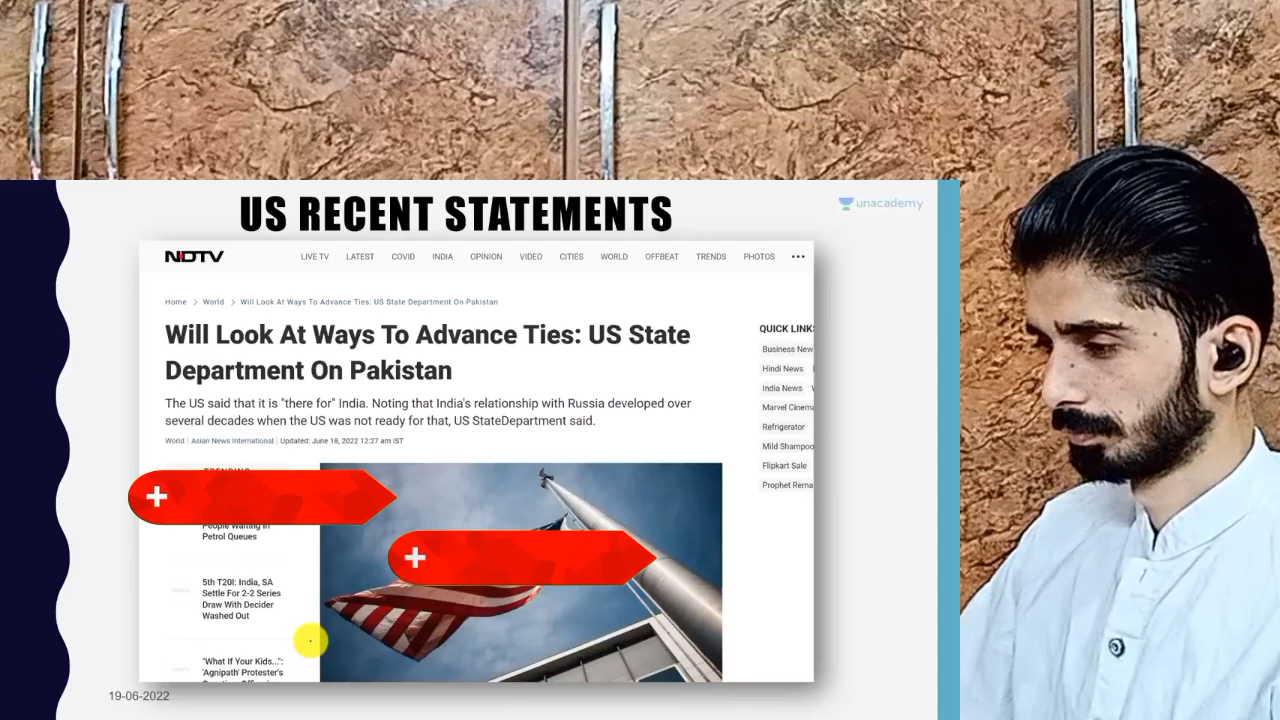 US RECENT STATEMENTS
unacademy
NDTV
LIVE TV LATEST COVID INDIA OPINION VIDEO CITIES WORLD OFFBEAT TRENDS PHOTOS •••
Home > World > Will Look At Ways To Advance Ties: US State Department On Pakistan
Will Look At Ways To Advance Ties: US State
Department On Pakistan
The US said that it is "there for" India. Noting that India's relationship with Russia developed over
several decades when the US was not ready for that, US StateDepartment said.
World | Asian News International | Updated: June 18, 2022 12:27 am IST
QUICK LINKS
Business New
Hindi News
India News
Marvel Cinema
Refrigerator
Mild Shampoo
Flipkart Sale
Prophet Rema
TRENDING
People Waiting In
Petrol Queues
5th T20I: India, SA
Settle For 2-2 Series
Draw With Decider
Washed Out
"What If Your Kids...":
'Agnipath' Protester's
19-06-2022